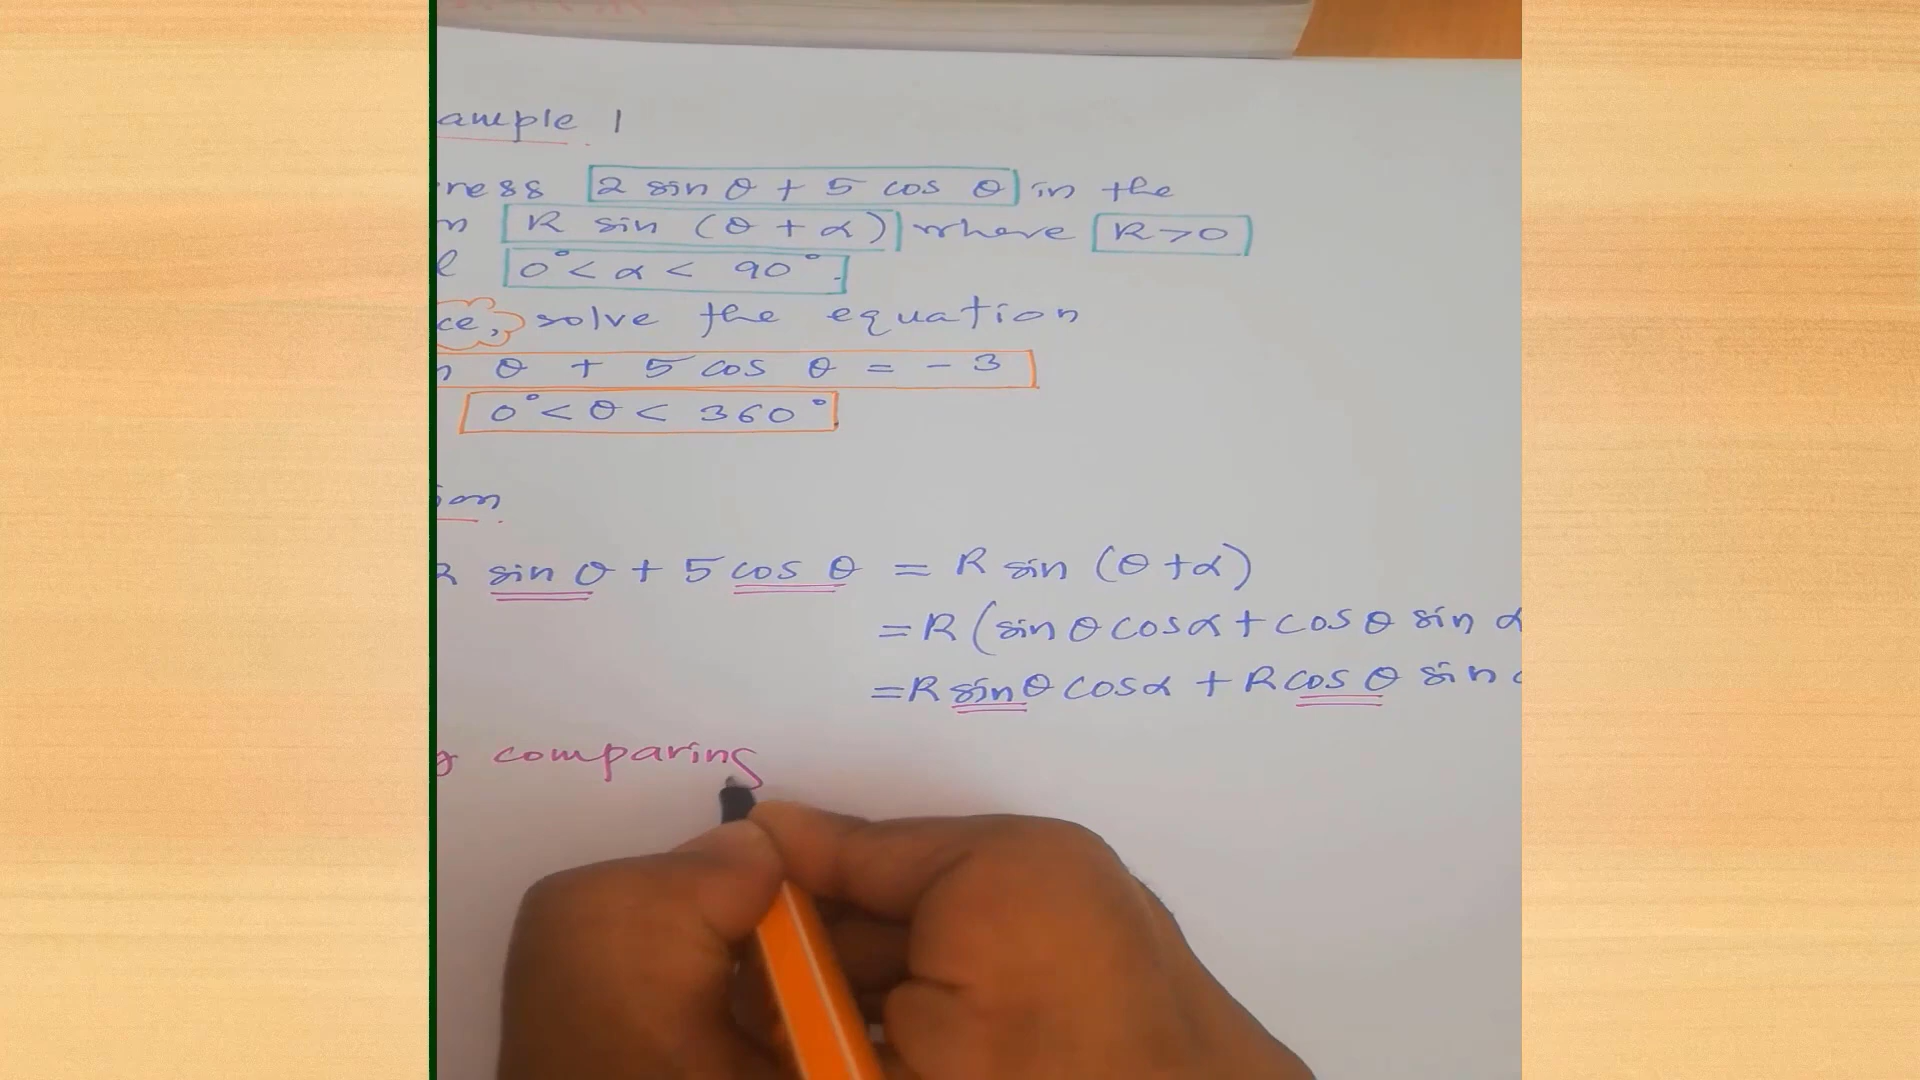 ample 1
ress 2 sin θ + 5 cos θ in the
R sin (θ + α) where R > 0
0° < α < 90°.
ce, solve the equation
θ + 5 cos θ = - 3
0° < θ < 360°
ion
2 sin θ + 5 cos θ = R sin (θ + α)
= R (sin θ cos α + cos θ sin α
= R sin θ cos α + R cos θ sin
comparing